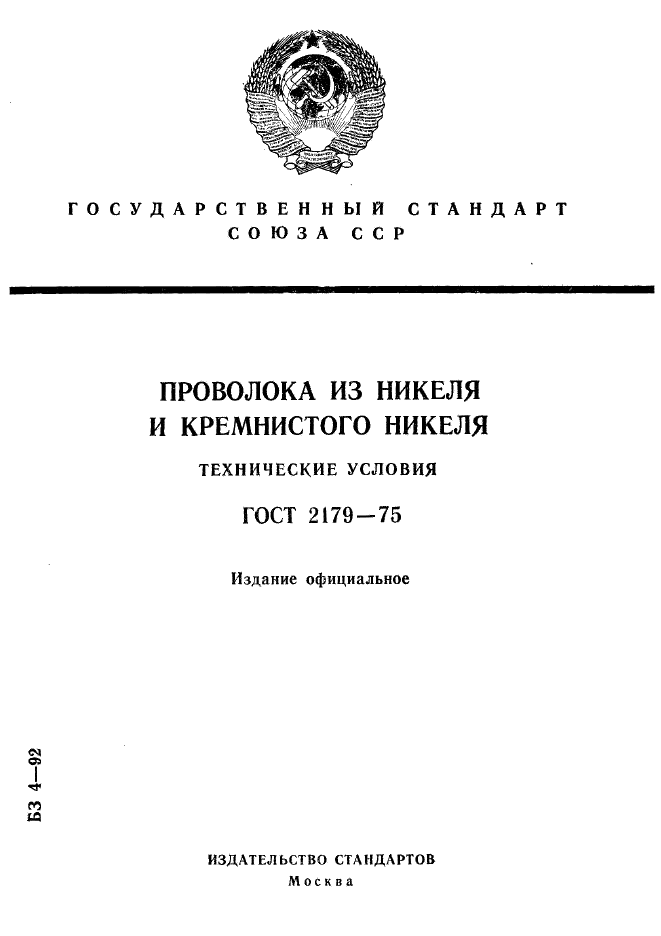 ГОСУДАРСТВЕННЫЙ СТАНДАРТ
СОЮЗА ССР
ПРОВОЛОКА ИЗ НИКЕЛЯ
И КРЕМНИСТОГО НИКЕЛЯ
ТЕХНИЧЕСКИЕ УСЛОВИЯ
ГОСТ 2179—75
Издание официальное
БЗ 4—92
ИЗДАТЕЛЬСТВО СТАНДАРТОВ
Москва